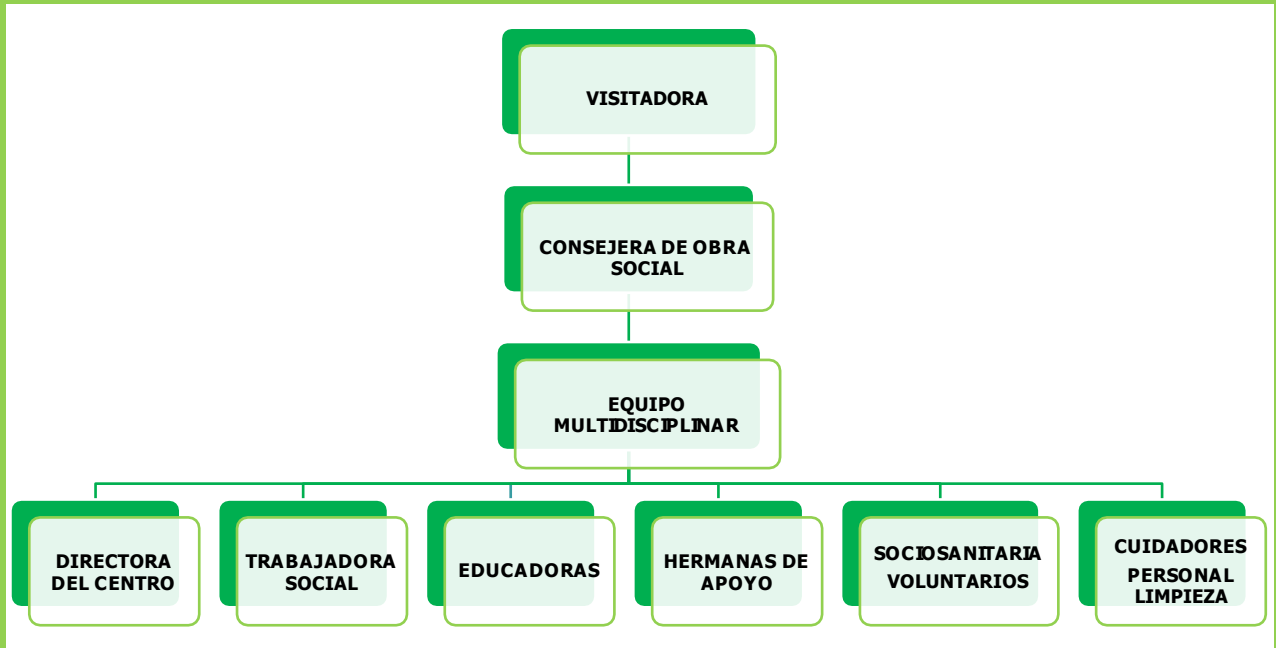 VISITADORA
CONSEJERA DE OBRA
SOCIAL
EQUIPO
MULTIDISCIPLINAR
DIRECTORA
DEL CENTRO
TRABAJADORA
SOCIAL
EDUCADORAS
HERMANAS DE
APOYO
SOCIOSANITARIA
VOLUNTARIOS
CUIDADORES
PERSONAL
LIMPIEZA